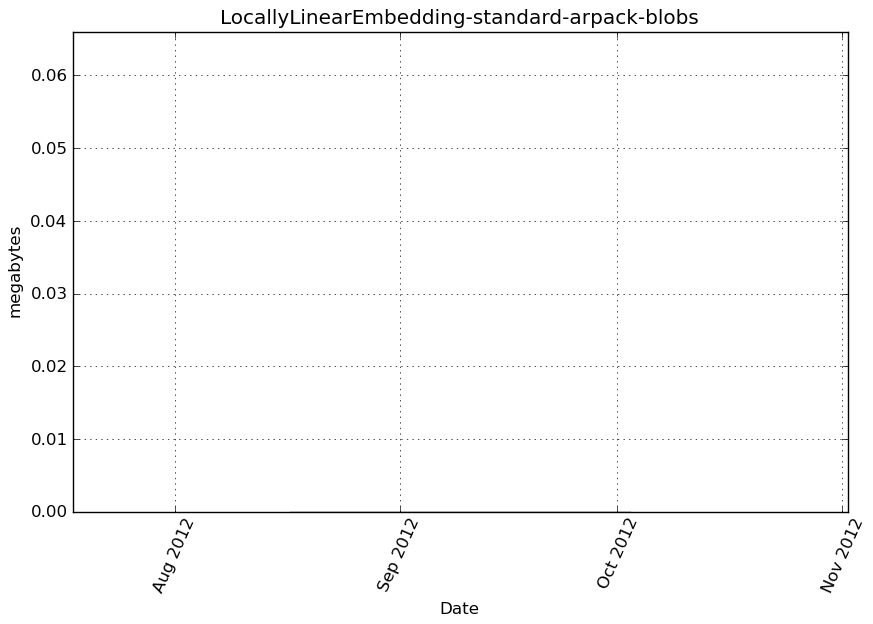 LocallyLinearEmbedding-standard-arpack-blobs
0.06
0.05
0.04
0.03
0.02
0.01
0.00
megabytes
Aug 2012
Sep 2012
Oct 2012
Nov 2012
Date